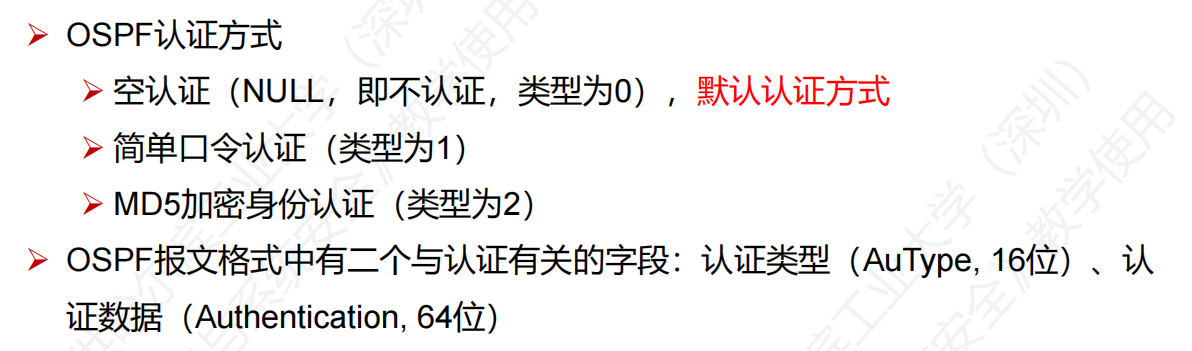 OSPF认证方式
空认证（NULL，即不认证，类型为0），默认认证方式
简单口令认证（类型为1）
MD5加密身份认证（类型为2）
OSPF报文格式中有二个与认证有关的字段：认证类型（AuType, 16位）、认
证数据（Authentication, 64位）